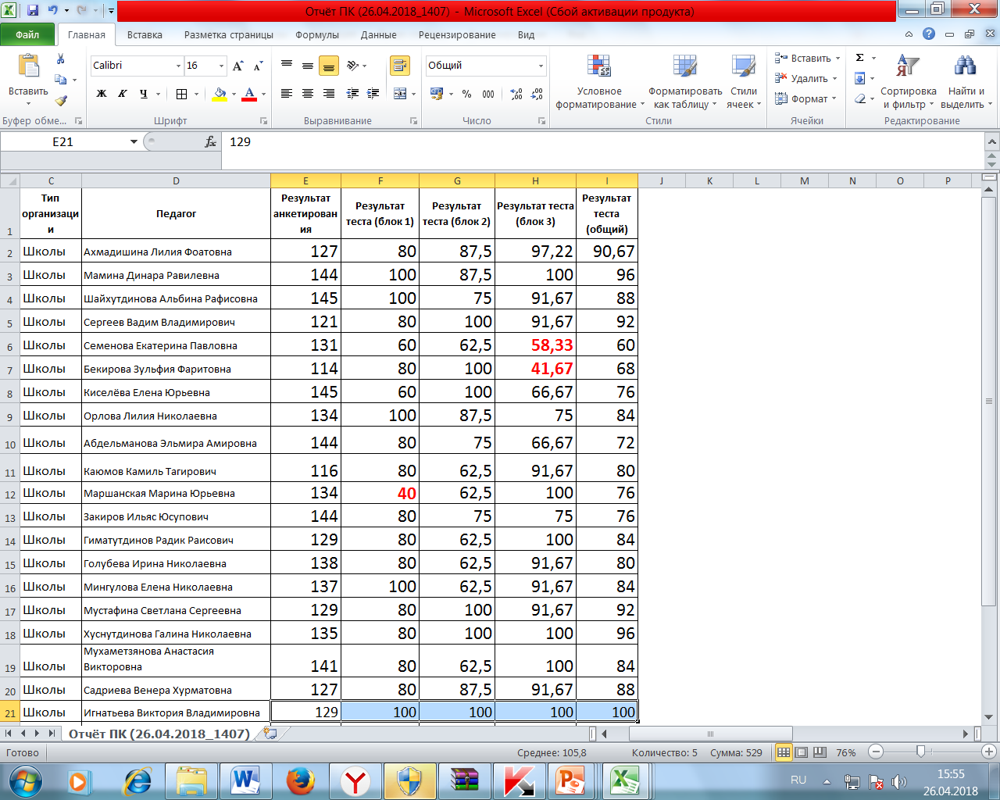 Отчёт ПК (26.04.2018_1407) - Microsoft Excel (Сбой активации продукта)
Файл Главная Вставка Разметка страницы Формулы Данные Рецензирование Вид
Calibri 16 Общий
Вставить Ж К Ч А % 000 Условное форматирование Форматировать как таблицу Стили ячеек Вставить Удалить Формат Σ Сортировка и фильтр Найти и выделить
Буфер обме... Шрифт Выравнивание Число Стили Ячейки Редактирование
E21 fx 129
C D E F G H I J K L M N O P
1 Тип организации Педагог Результат анкетирования Результат теста (блок 1) Результат теста (блок 2) Результат теста (блок 3) Результат теста (общий)
2 Школы Ахмадишина Лилия Фоатовна 127 80 87,5 97,22 90,67
3 Школы Мамина Динара Равилевна 144 100 87,5 100 96
4 Школы Шайхутдинова Альбина Рафисовна 145 100 75 91,67 88
5 Школы Сергеев Вадим Владимирович 121 80 100 91,67 92
6 Школы Семенова Екатерина Павловна 131 60 62,5 58,33 60
7 Школы Бекирова Зульфия Фаритовна 114 80 100 41,67 68
8 Школы Киселёва Елена Юрьевна 145 60 100 66,67 76
9 Школы Орлова Лилия Николаевна 134 100 87,5 75 84
10 Школы Абдельманова Эльмира Амировна 144 80 75 66,67 72
11 Школы Каюмов Камиль Тагирович 116 80 62,5 91,67 80
12 Школы Маршанская Марина Юрьевна 134 40 62,5 100 76
13 Школы Закиров Ильяс Юсупович 144 80 75 75 76
14 Школы Гиматутдинов Радик Раисович 129 80 62,5 100 84
15 Школы Голубева Ирина Николаевна 138 80 62,5 91,67 80
16 Школы Мингулова Елена Николаевна 137 100 62,5 91,67 84
17 Школы Мустафина Светлана Сергеевна 129 80 100 91,67 92
18 Школы Хуснутдинова Галина Николаевна 135 80 100 100 96
19 Школы Мухаметзянова Анастасия Викторовна 141 80 62,5 100 84
20 Школы Садриева Венера Хурматовна 127 80 87,5 91,67 88
21 Школы Игнатьева Виктория Владимировна 129 100 100 100 100
Отчёт ПК (26.04.2018_1407)
Готово Среднее: 105,8 Количество: 5 Сумма: 529 76%
RU 15:55
26.04.2018